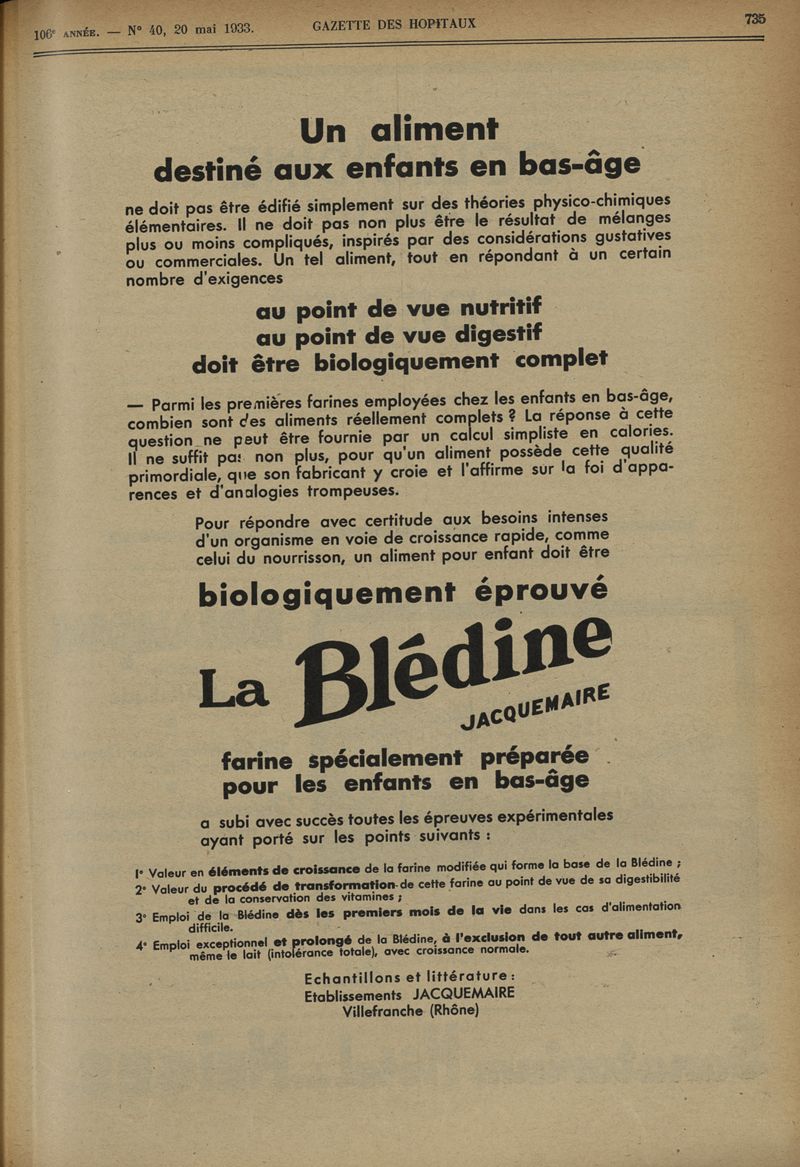 106e ANNÉE. — N° 40, 20 mai 1933.
GAZETTE DES HOPITAUX
735
Un aliment
destiné aux enfants en bas-âge
ne doit pas être édifié simplement sur des théories physico-chimiques
élémentaires. Il ne doit pas non plus être le résultat de mélanges
plus ou moins compliqués, inspirés par des considérations gustatives
ou commerciales. Un tel aliment, tout en répondant à un certain
nombre d'exigences
au point de vue nutritif
au point de vue digestif
doit être biologiquement complet
— Parmi les premières farines employées chez les enfants en bas-âge,
combien sont des aliments réellement complets ? La réponse à cette
question ne peut être fournie par un calcul simpliste en calories.
Il ne suffit pas non plus, pour qu'un aliment possède cette qualité
primordiale, que son fabricant y croie et l'affirme sur la foi d'appa-
rences et d'analogies trompeuses.
Pour répondre avec certitude aux besoins intenses
d'un organisme en voie de croissance rapide, comme
celui du nourrisson, un aliment pour enfant doit être
biologiquement éprouvé
La Blédine
JACQUEMAIRE
farine spécialement préparée
pour les enfants en bas-âge
a subi avec succès toutes les épreuves expérimentales
ayant porté sur les points suivants :
1° Valeur en éléments de croissance de la farine modifiée qui forme la base de la Blédine ;
2° Valeur du procédé de transformation de cette farine au point de vue de sa digestibilité
et de la conservation des vitamines ;
3° Emploi de la Blédine dès les premiers mois de la vie dans les cas d'alimentation
difficile.
4° Emploi exceptionnel et prolongé de la Blédine, à l'exclusion de tout autre aliment,
même le lait (intolérance totale), avec croissance normale.
Echantillons et littérature :
Etablissements JACQUEMAIRE
Villefranche (Rhône)